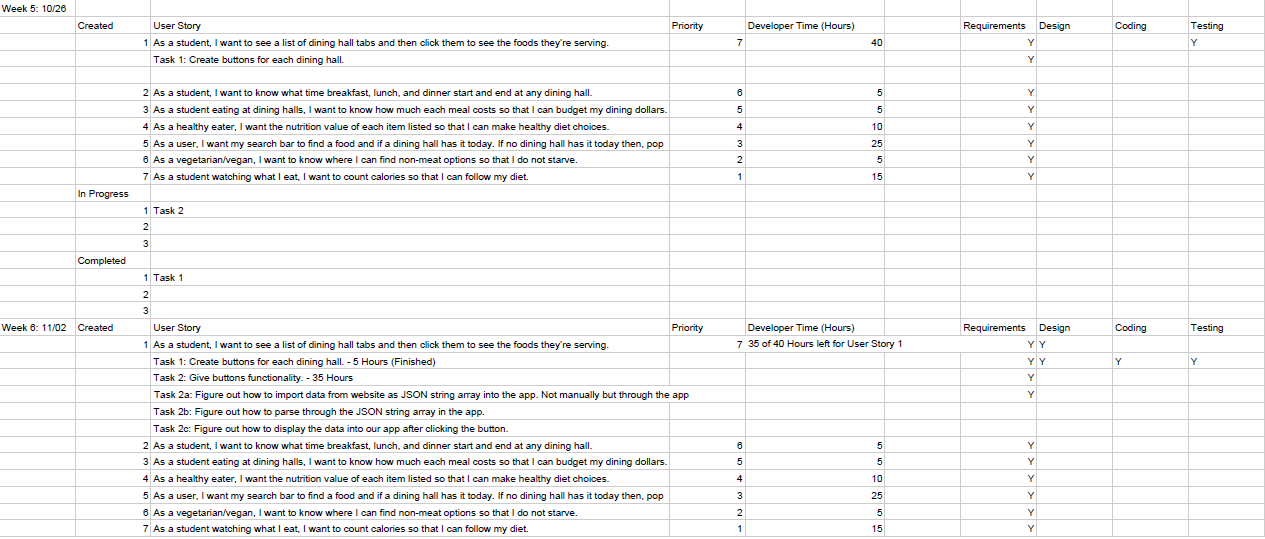 Week 5: 10/26
Created User Story Priority Developer Time (Hours) Requirements Design Coding Testing
1 As a student, I want to see a list of dining hall tabs and then click them to see the foods they're serving. 7 40 Y Y
Task 1: Create buttons for each dining hall. Y
2 As a student, I want to know what time breakfast, lunch, and dinner start and end at any dining hall. 6 5 Y
3 As a student eating at dining halls, I want to know how much each meal costs so that I can budget my dining dollars. 5 5 Y
4 As a healthy eater, I want the nutrition value of each item listed so that I can make healthy diet choices. 4 10 Y
5 As a user, I want my search bar to find a food and if a dining hall has it today. If no dining hall has it today then, pop 3 25 Y
6 As a vegetarian/vegan, I want to know where I can find non-meat options so that I do not starve. 2 5 Y
7 As a student watching what I eat, I want to count calories so that I can follow my diet. 1 15 Y
In Progress
1 Task 2
2
3
Completed
1 Task 1
2
3
Week 6: 11/02 Created User Story Priority Developer Time (Hours) Requirements Design Coding Testing
1 As a student, I want to see a list of dining hall tabs and then click them to see the foods they're serving. 7 35 of 40 Hours left for User Story 1 Y Y
Task 1: Create buttons for each dining hall. - 5 Hours (Finished) Y Y Y Y
Task 2: Give buttons functionality. - 35 Hours Y
Task 2a: Figure out how to import data from website as JSON string array into the app. Not manually but through the app Y
Task 2b: Figure out how to parse through the JSON string array in the app.
Task 2c: Figure out how to display the data into our app after clicking the button.
2 As a student, I want to know what time breakfast, lunch, and dinner start and end at any dining hall. 6 5 Y
3 As a student eating at dining halls, I want to know how much each meal costs so that I can budget my dining dollars. 5 5 Y
4 As a healthy eater, I want the nutrition value of each item listed so that I can make healthy diet choices. 4 10 Y
5 As a user, I want my search bar to find a food and if a dining hall has it today. If no dining hall has it today then, pop 3 25 Y
6 As a vegetarian/vegan, I want to know where I can find non-meat options so that I do not starve. 2 5 Y
7 As a student watching what I eat, I want to count calories so that I can follow my diet. 1 15 Y